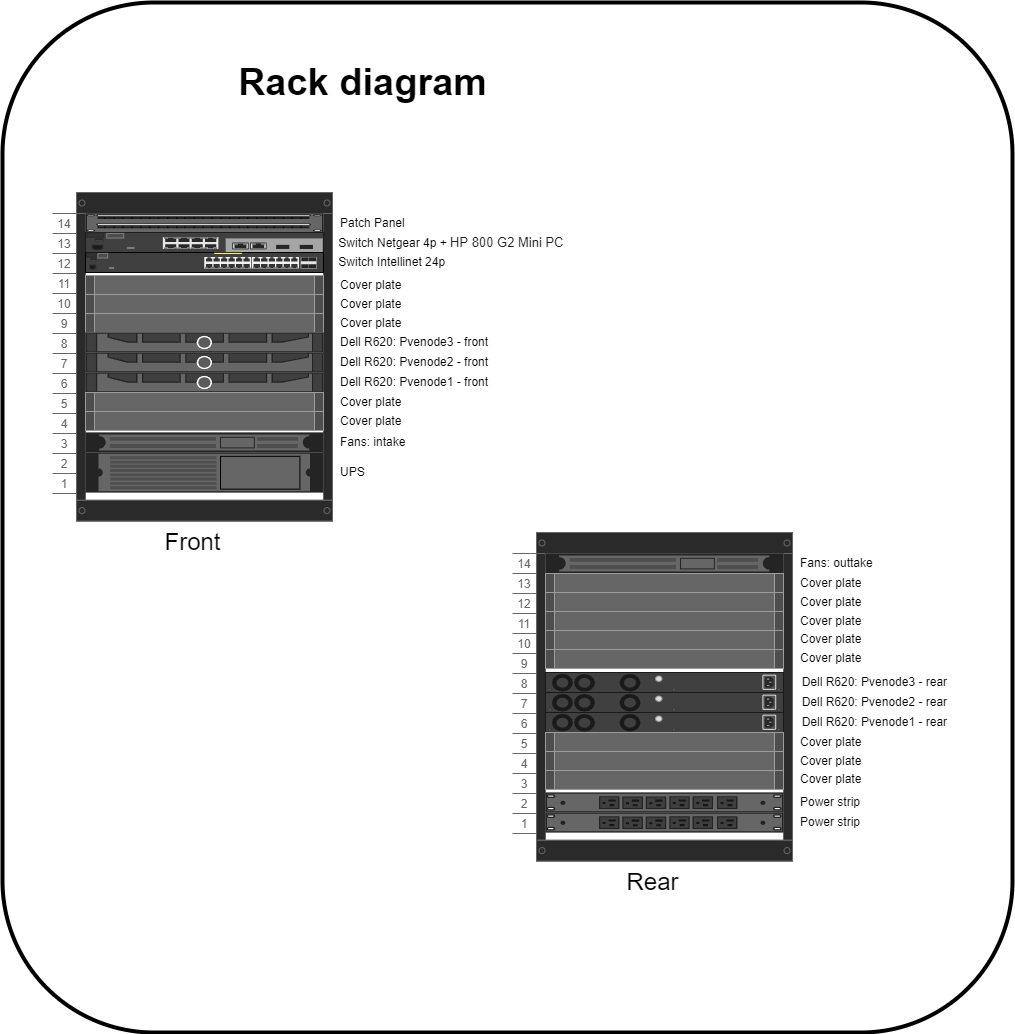 Rack diagram
14 Patch Panel
13 Switch Netgear 4p + HP 800 G2 Mini PC
12 Switch Intellinet 24p
11 Cover plate
10 Cover plate
9 Cover plate
8 Dell R620: Pvenode3 - front
7 Dell R620: Pvenode2 - front
6 Dell R620: Pvenode1 - front
5 Cover plate
4 Cover plate
3 Fans: intake
2
UPS
1
Front
14 Fans: outtake
13 Cover plate
12 Cover plate
11 Cover plate
10 Cover plate
9 Cover plate
8 Dell R620: Pvenode3 - rear
7 Dell R620: Pvenode2 - rear
6 Dell R620: Pvenode1 - rear
5 Cover plate
4 Cover plate
3 Cover plate
2 Power strip
1 Power strip
Rear